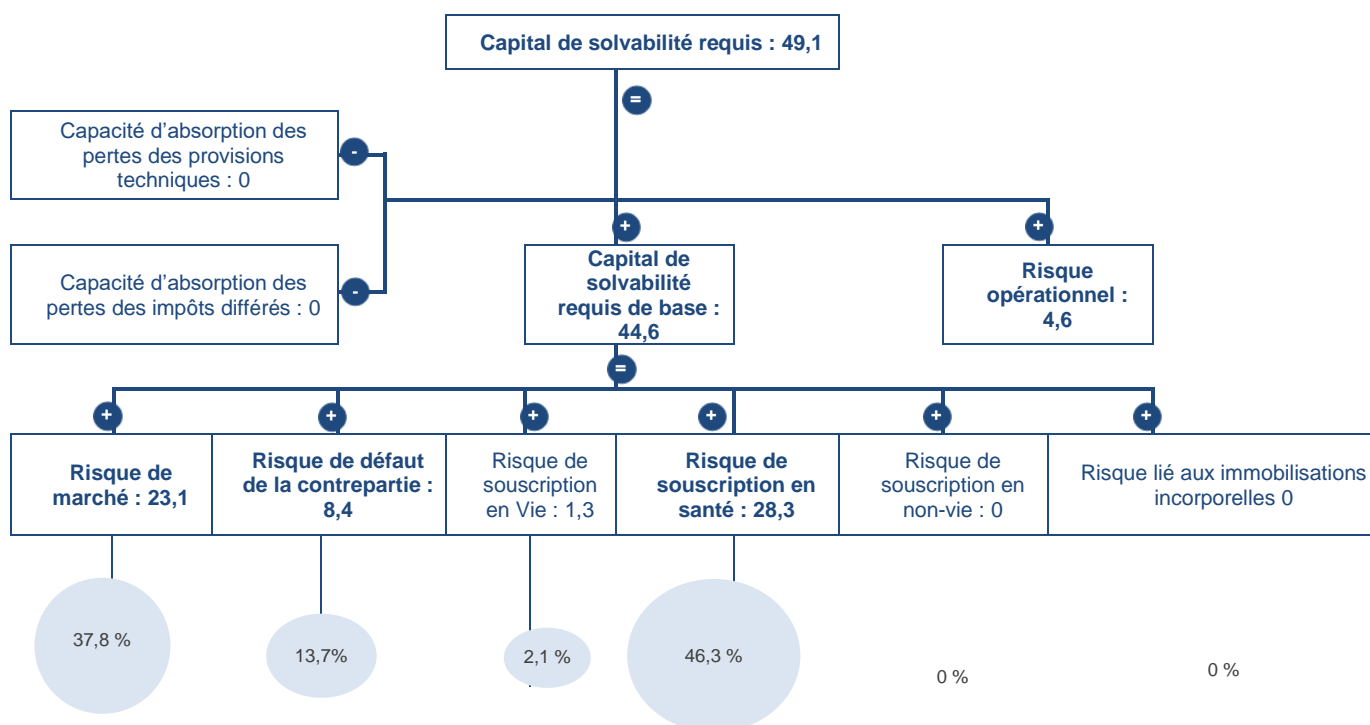 Capital de solvabilité requis : 49,1
=
Capacité d'absorption des
pertes des provisions
techniques : 0
-
Capacité d'absorption des
pertes des impôts différés : 0
-
+
Capital de
solvabilité
requis de base :
44,6
+
Risque
opérationnel :
4,6
=
+
+
+
+
+
+
Risque de
marché : 23,1
Risque de défaut
de la contrepartie :
8,4
Risque de
souscription
en Vie : 1,3
Risque de
souscription en
santé : 28,3
Risque de
souscription en
non-vie : 0
Risque lié aux immobilisations
incorporelles 0
37,8 %
13,7%
2,1 %
46,3 %
0 %
0 %